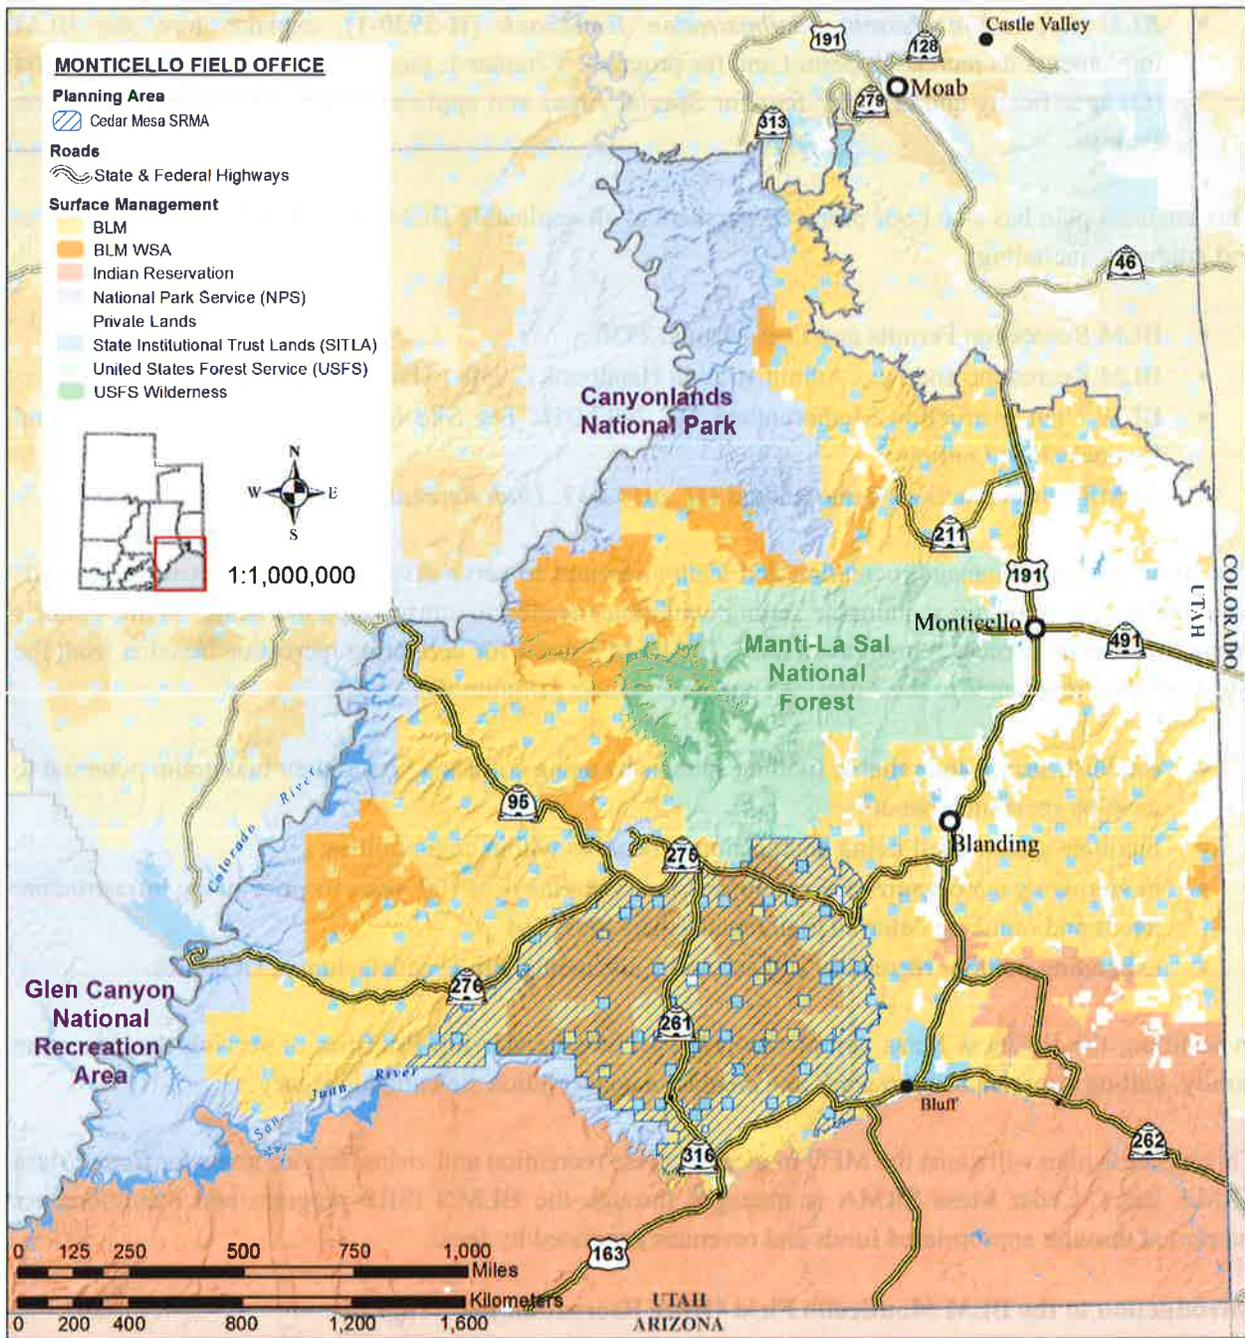 MONTICELLO FIELD OFFICE
Planning Area
Cedar Mesa SRMA
Roads
State & Federal Highways
Surface Management
BLM
BLM WSA
Indian Reservation
National Park Service (NPS)
Private Lands
State Institutional Trust Lands (SITLA)
United States Forest Service (USFS)
USFS Wilderness
N
W E
S
1:1,000,000
191
128
Castle Valley
Moab
279
313
46
Canyonlands
National Park
211
191
UTAH
COLORADO
Monticello
491
Manti-La Sal
National
Forest
Colorado River
95
275
Blanding
276
Glen Canyon
National
Recreation
Area
261
San Juan River
Bluff
262
316
163
0 125 250 500 750 1,000
Miles
Kilometers
0 200 400 800 1,200 1,600
UTAH
ARIZONA